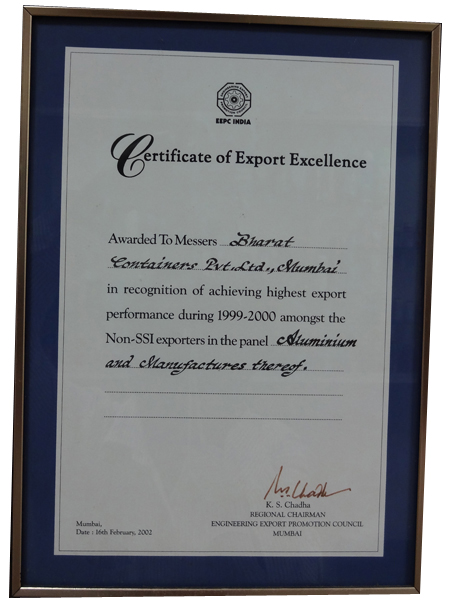 EEPC INDIA
Certificate of Export Excellence
Awarded To Messers Bharat
Containers Pvt. Ltd., Mumbai
in recognition of achieving highest export
performance during 1999-2000 amongst the
Non-SSI exporters in the panel Aluminium
and Manufactures thereof.
K. S. Chadha
K. S. Chadha
REGIONAL CHAIRMAN
ENGINEERING EXPORT PROMOTION COUNCIL
MUMBAI
Mumbai,
Date : 16th February, 2002